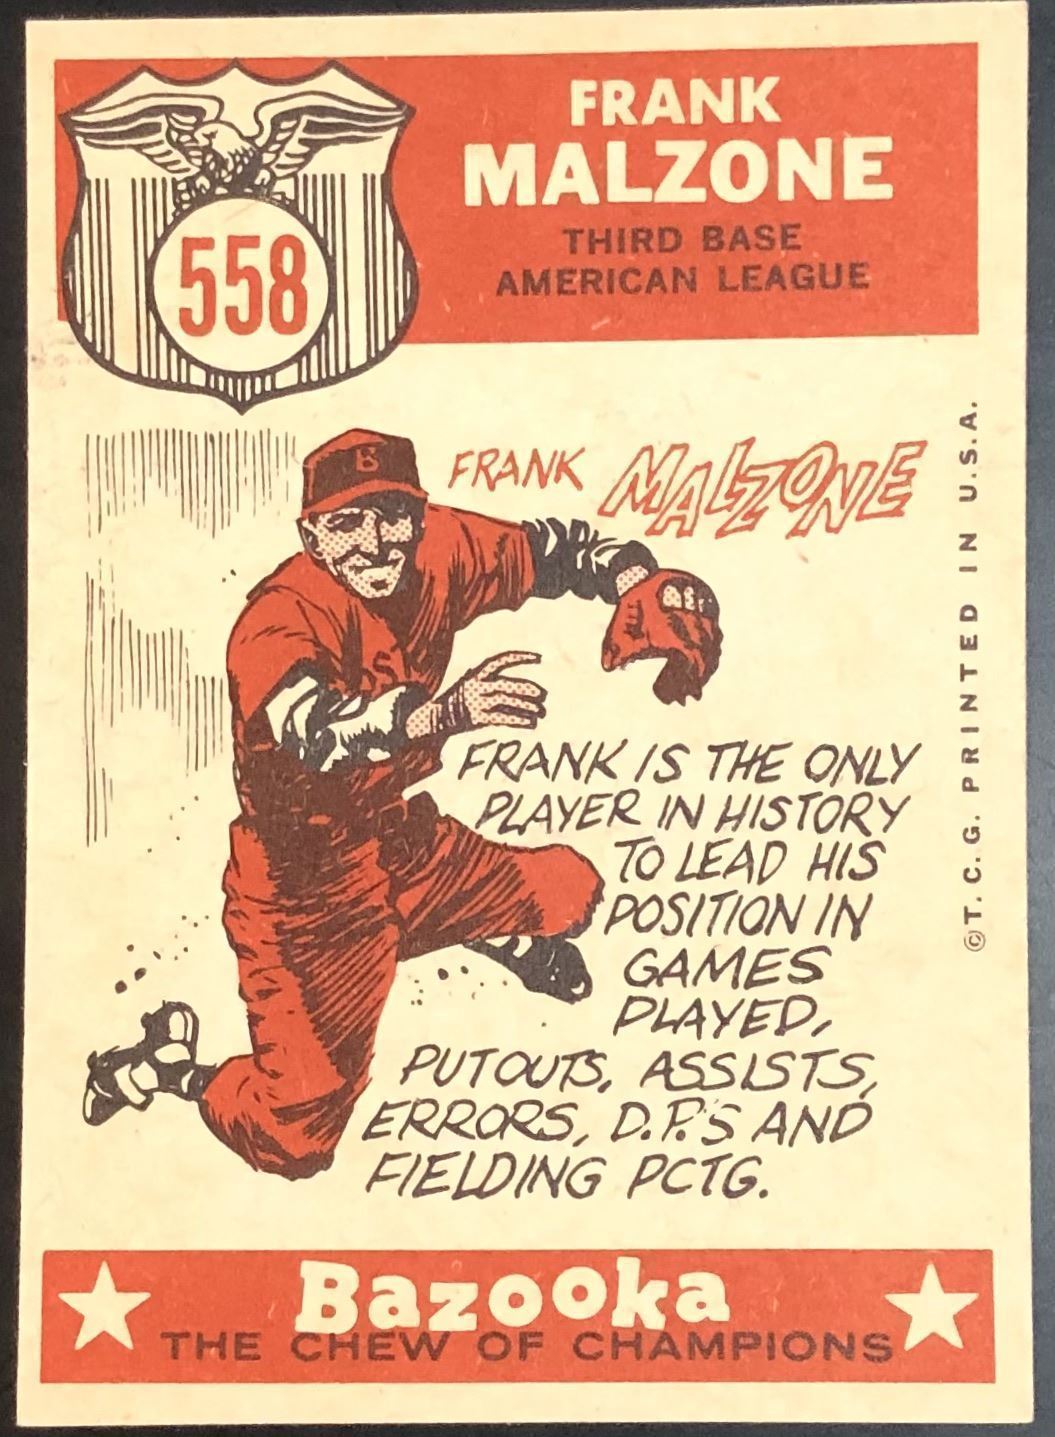 FRANK
MALZONE
THIRD BASE
AMERICAN LEAGUE
558
B
FRANK MALZONE
S
FRANK IS THE ONLY
PLAYER IN HISTORY
TO LEAD HIS
POSITION IN
GAMES
PLAYED,
PUTOUTS, ASSISTS,
ERRORS, D.P.'S AND
FIELDING PCTG.
© T. C. G. PRINTED IN U.S.A.
Bazooka
THE CHEW OF CHAMPIONS